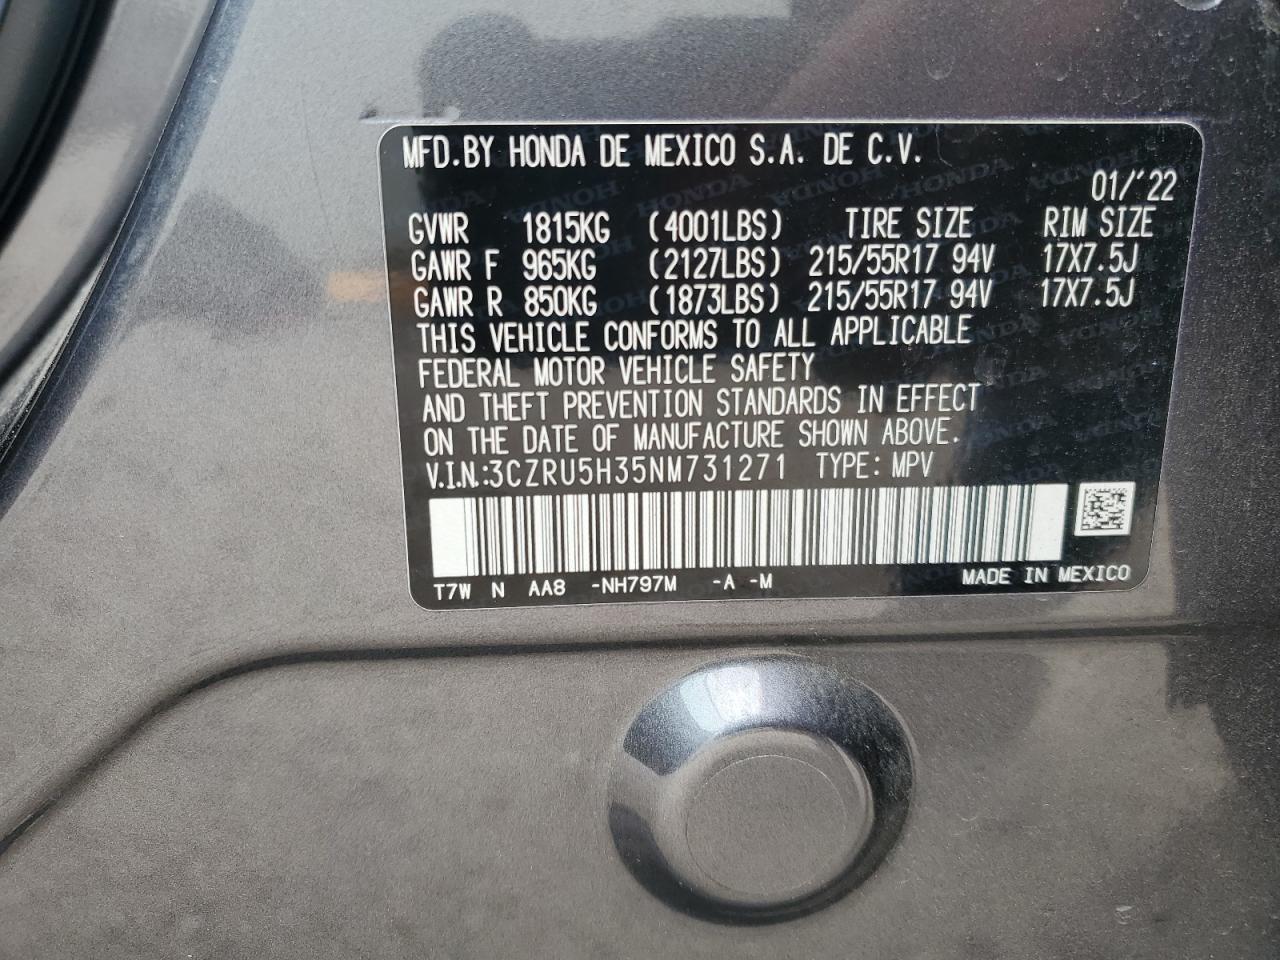 MFD.BY HONDA DE MEXICO S.A. DE C.V.
01/'22
GVWR 1815KG (4001LBS) TIRE SIZE RIM SIZE
GAWR F 965KG (2127LBS) 215/55R17 94V 17X7.5J
GAWR R 850KG (1873LBS) 215/55R17 94V 17X7.5J
THIS VEHICLE CONFORMS TO ALL APPLICABLE
FEDERAL MOTOR VEHICLE SAFETY
AND THEFT PREVENTION STANDARDS IN EFFECT
ON THE DATE OF MANUFACTURE SHOWN ABOVE.
V.I.N.:3CZRU5H35NM731271 TYPE: MPV
T7W N AA8 -NH797M -A -M MADE IN MEXICO